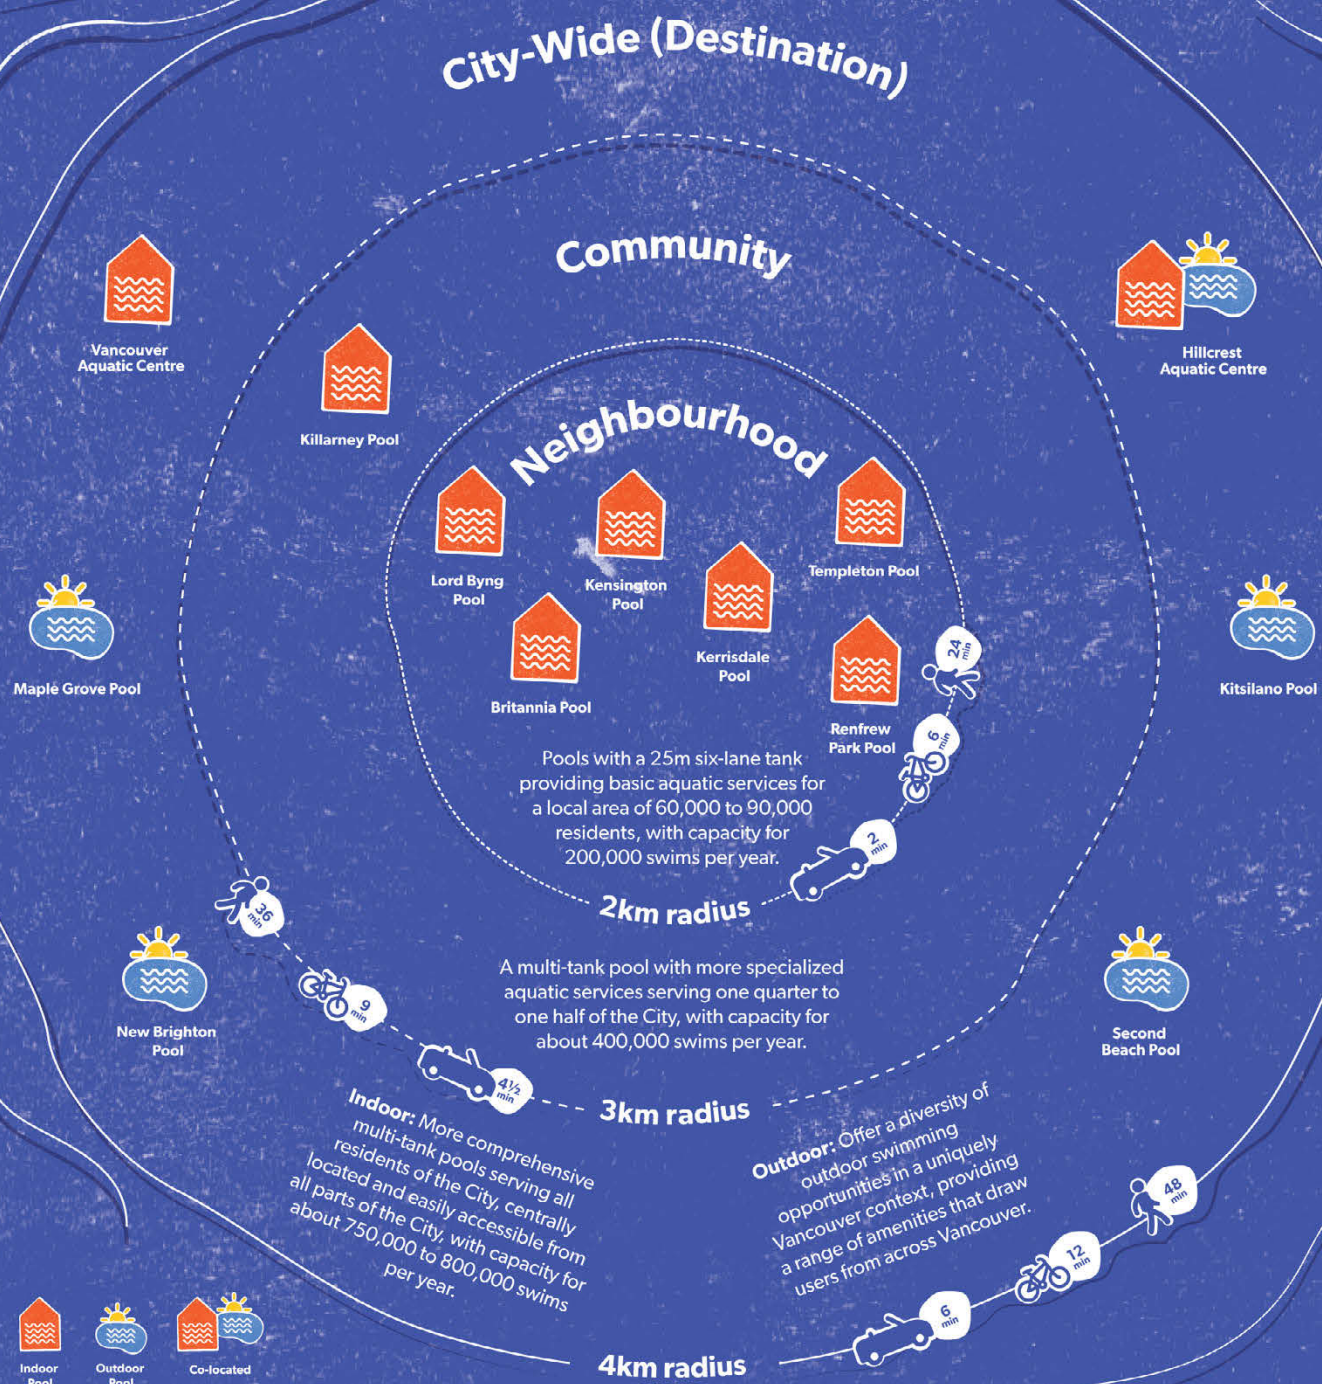 City-Wide (Destination)
Community
Vancouver
Aquatic Centre
Hillcrest
Aquatic Centre
Killarney Pool
Neighbourhood
Lord Byng
Pool
Kensington
Pool
Templeton Pool
Kerrisdale
Pool
Britannia Pool
Renfrew
Park Pool
Maple Grove Pool
Kitsilano Pool
24
min
6
min
2
min
Pools with a 25m six-lane tank
providing basic aquatic services for
a local area of 60,000 to 90,000
residents, with capacity for
200,000 swims per year.
2km radius
36
min
9
min
4½
min
New Brighton
Pool
Second
Beach Pool
A multi-tank pool with more specialized
aquatic services serving one quarter to
one half of the City, with capacity for
about 400,000 swims per year.
3km radius
Indoor: More comprehensive
multi-tank pools serving all
residents of the City, centrally
located and easily accessible from
all parts of the City, with capacity for
about 750,000 to 800,000 swims
per year.
Outdoor: Offer a diversity of
outdoor swimming
opportunities in a uniquely
Vancouver context, providing
a range of amenities that draw
users from across Vancouver.
48
min
12
min
6
min
4km radius
Indoor
Pool
Outdoor
Pool
Co-located